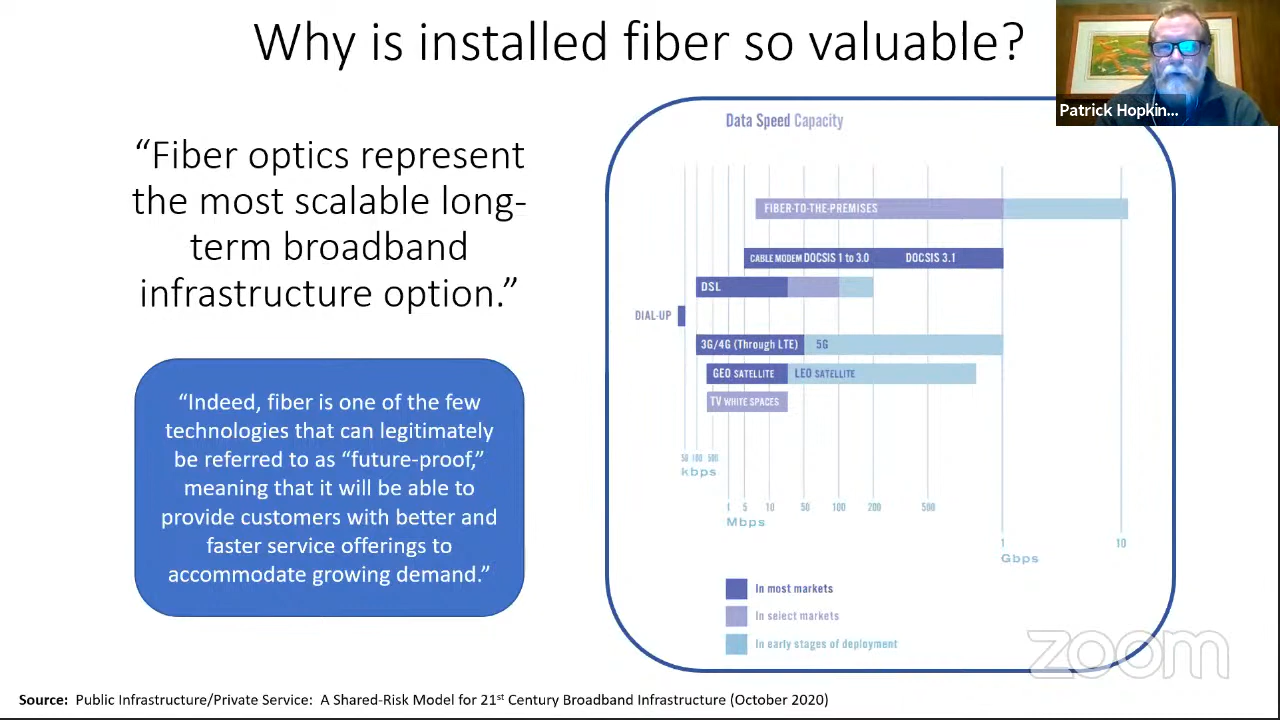 Why is installed fiber so valuable?
Patrick Hopkin...
“Fiber optics represent
the most scalable long-
term broadband
infrastructure option.”
“Indeed, fiber is one of the few
technologies that can legitimately
be referred to as “future-proof,”
meaning that it will be able to
provide customers with better and
faster service offerings to
accommodate growing demand.”
Data Speed Capacity
FIBER-TO-THE-PREMISES
CABLE MODEM DOCSIS 1 to 3.0 DOCSIS 3.1
DSL
DIAL-UP
3G/4G (Through LTE) 5G
GEO SATELLITE LEO SATELLITE
TV WHITE SPACES
50 100 500
kbps
1 5 10 50 100 200 500
Mbps
1 10
Gbps
In most markets
In select markets
In early stages of deployment
zoom
Source: Public Infrastructure/Private Service: A Shared-Risk Model for 21st Century Broadband Infrastructure (October 2020)